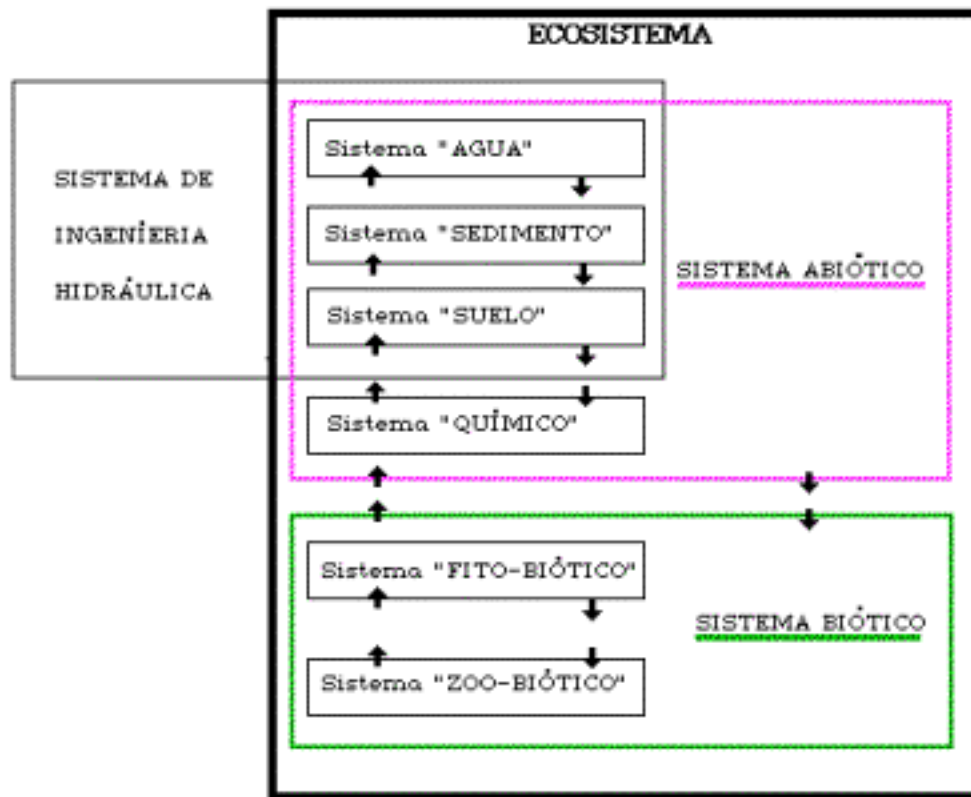 ECOSISTEMA
SISTEMA DE
INGENÍERIA
HIDRÁULICA
Sistema "AGUA"
Sistema "SEDIMENTO"
Sistema "SUELO"
Sistema "QUÍMICO"
SISTEMA ABIÓTICO
Sistema "FITO-BIÓTICO"
Sistema "ZOO-BIÓTICO"
SISTEMA BIÓTICO